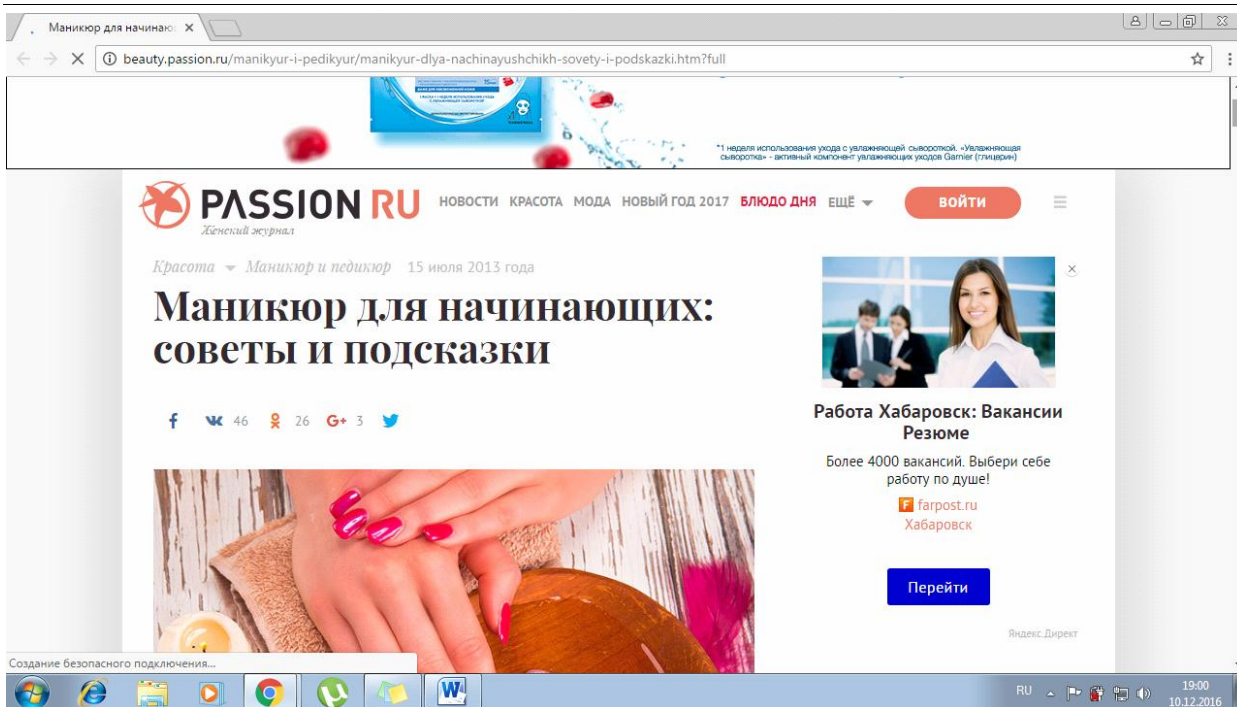 Маникюр для начинаю
beauty.passion.ru/manikyur-i-pedikyur/manikyur-dlya-nachinayushchikh-sovety-i-podskazki.htm?full
*1 неделя использования ухода с увлажняющей сывороткой. «Увлажняющая
сыворотка» - активный компонент увлажняющих уходов Garnier (глицерин)
PASSION RU
Женский журнал
НОВОСТИ КРАСОТА МОДА НОВЫЙ ГОД 2017 БЛЮДО ДНЯ ЕЩЁ
ВОЙТИ
Красота Маникюр и педикюр 15 июля 2013 года
Маникюр для начинающих:
советы и подсказки
46 26 G+ 3
Работа Хабаровск: Вакансии
Резюме
Более 4000 вакансий. Выбери себе
работу по душе!
farpost.ru
Хабаровск
Перейти
Яндекс.Директ
Создание безопасного подключения...
RU
19:00
10.12.2016